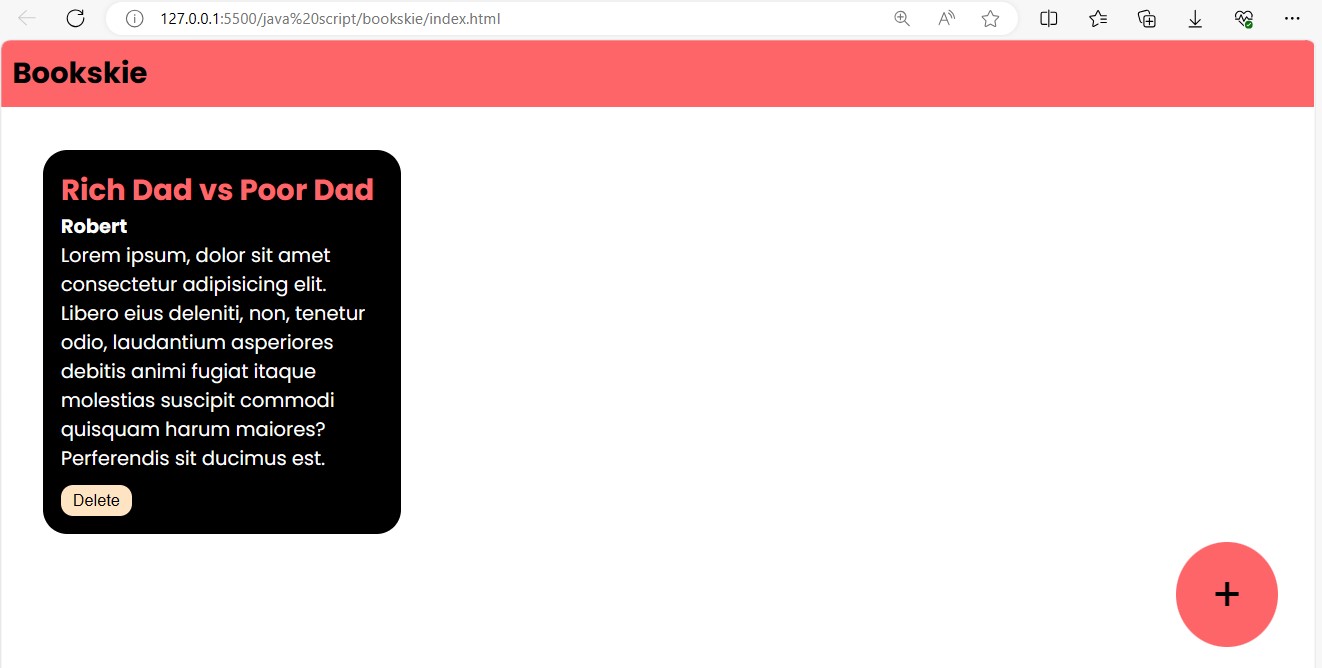 127.0.0.1:5500/java%20script/bookskie/index.html
Bookskie
Rich Dad vs Poor Dad
Robert
Lorem ipsum, dolor sit amet
consectetur adipisicing elit.
Libero eius deleniti, non, tenetur
odio, laudantium asperiores
debitis animi fugiat itaque
molestias suscipit commodi
quisquam harum maiores?
Perferendis sit ducimus est.
Delete
+